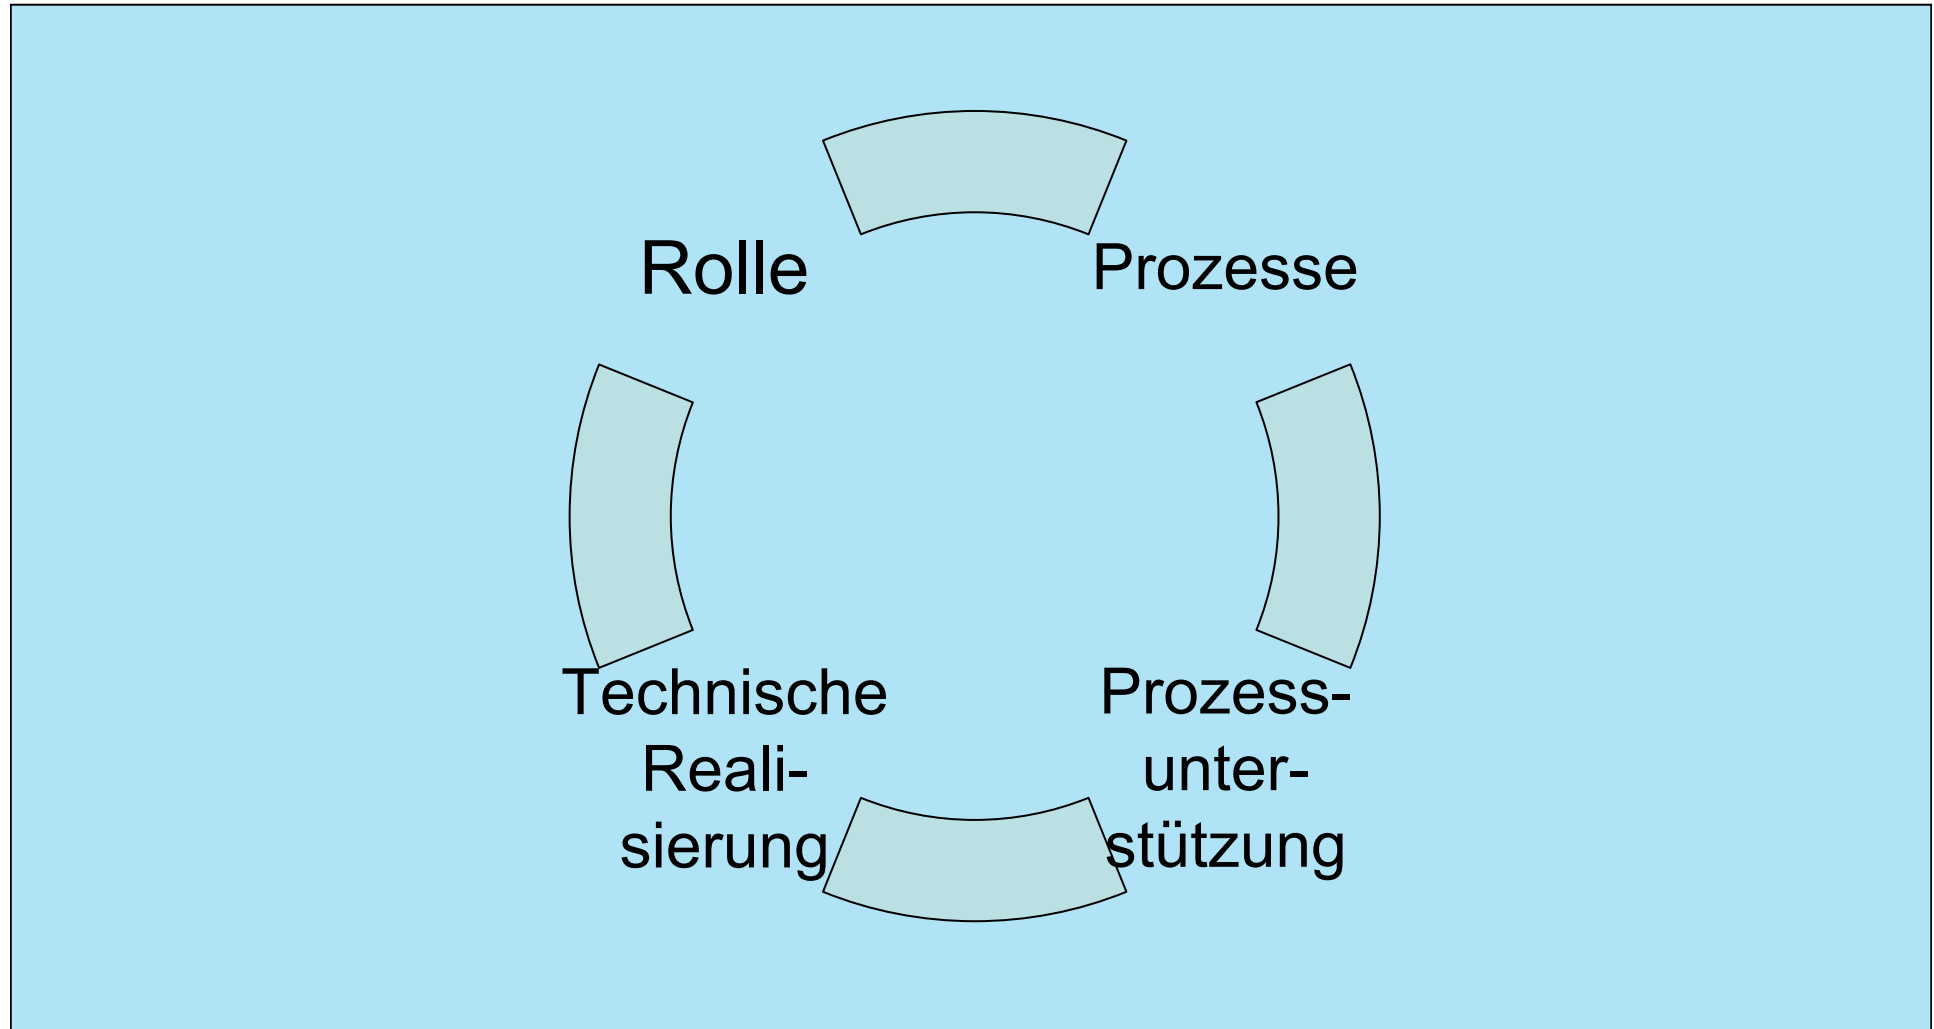 Rolle
Prozesse
Technische
Reali-
sierung
Prozess-
unter-
stützung